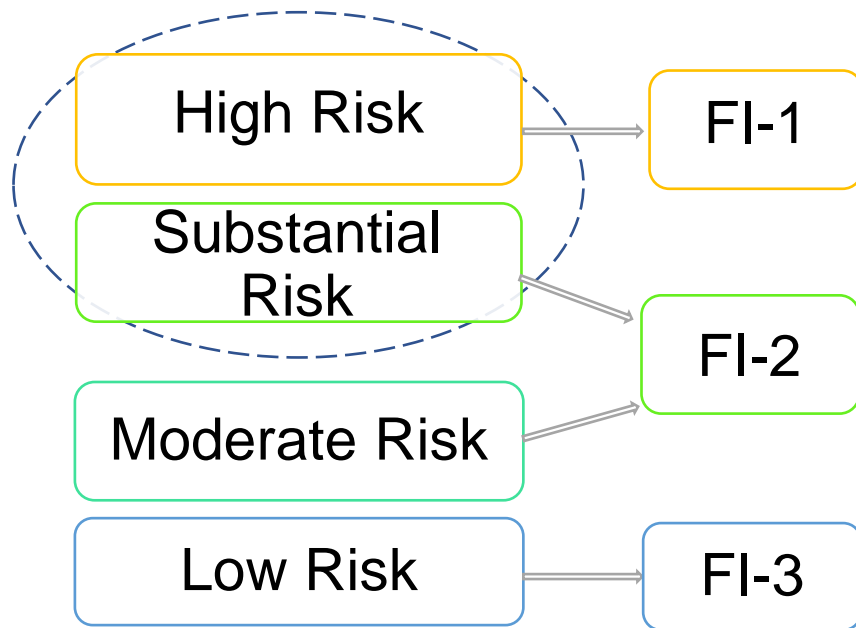 High Risk
FI-1
Substantial
Risk
FI-2
Moderate Risk
Low Risk
FI-3